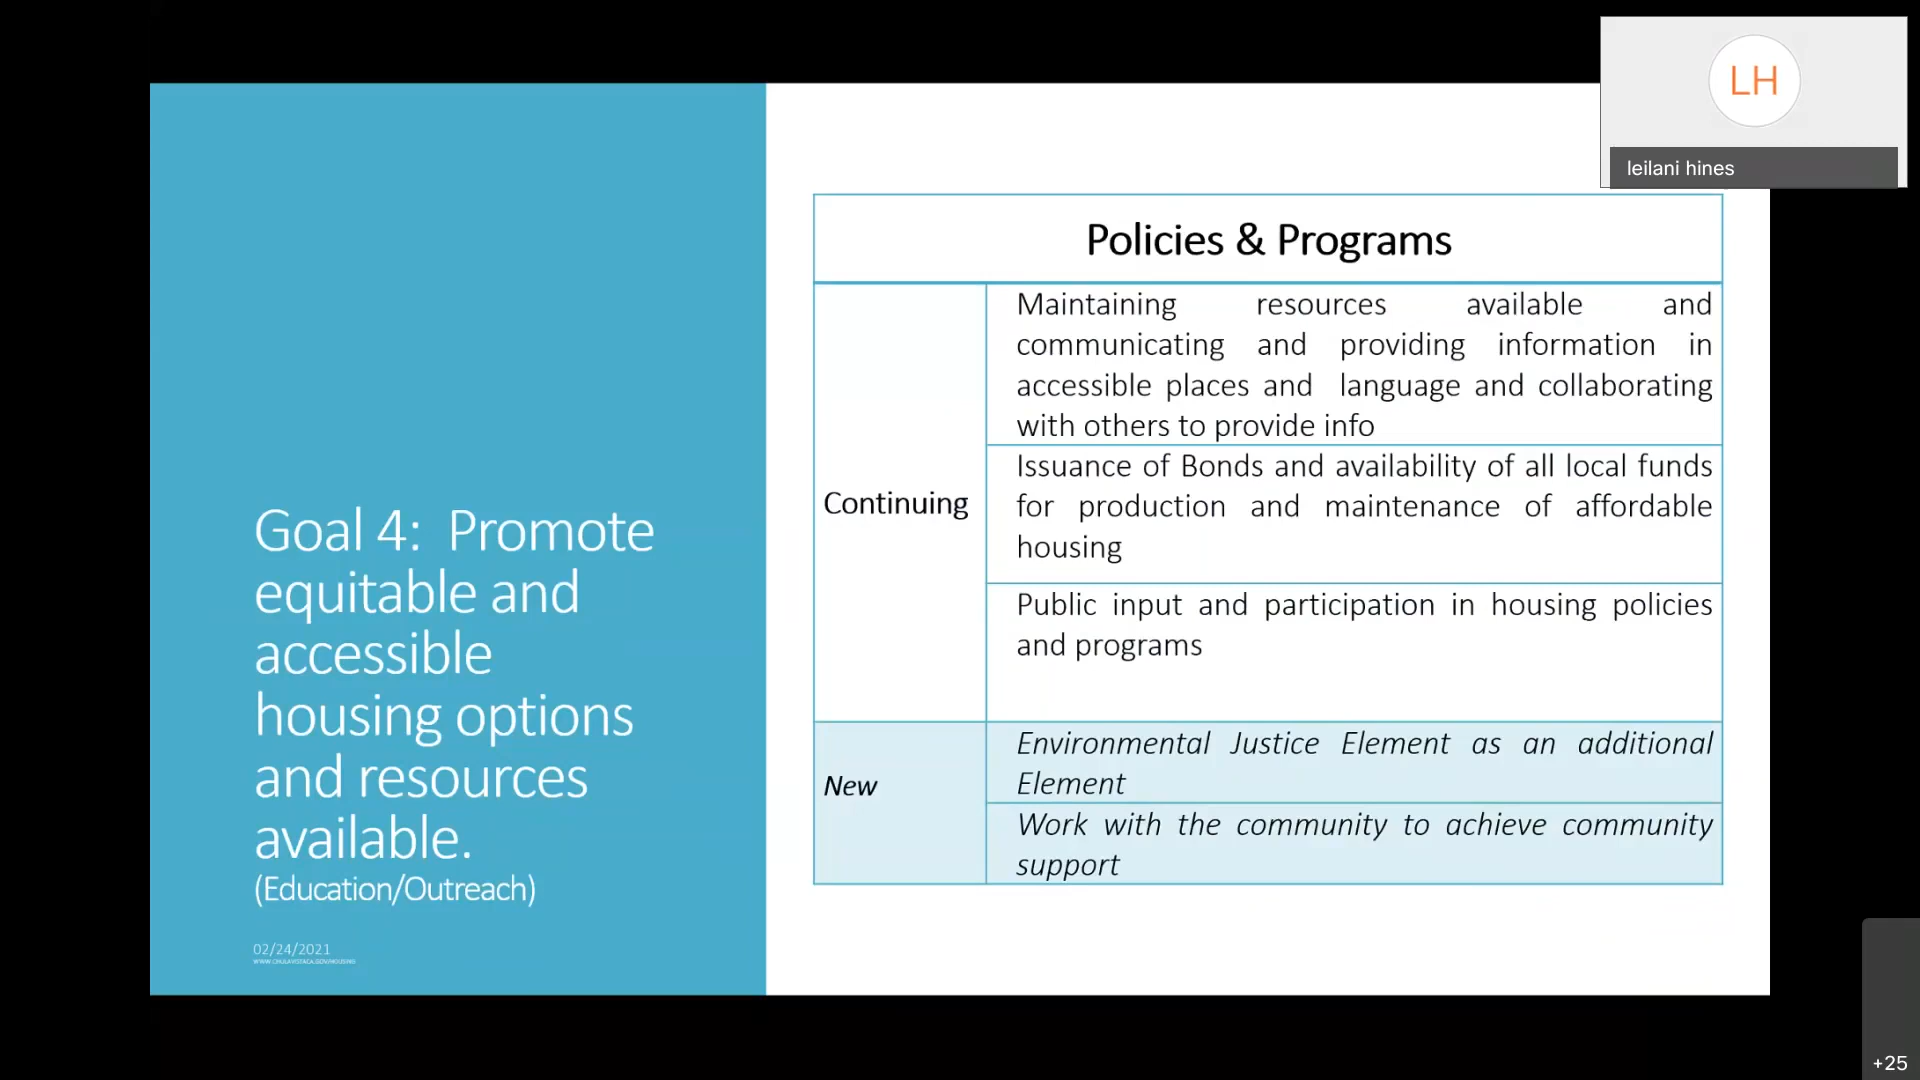 LH
leilani hines
Goal 4:  Promote
equitable and
accessible
housing options
and resources
available.
(Education/Outreach)
02/24/2021
WWW.CHULAVISTACA.GOV/HOUSING
Policies & Programs
Continuing
Maintaining resources available and
communicating and providing information in
accessible places and  language and collaborating
with others to provide info
Issuance of Bonds and availability of all local funds
for production and maintenance of affordable
housing
Public input and participation in housing policies
and programs
New
Environmental Justice Element as an additional
Element
Work with the community to achieve community
support
+25